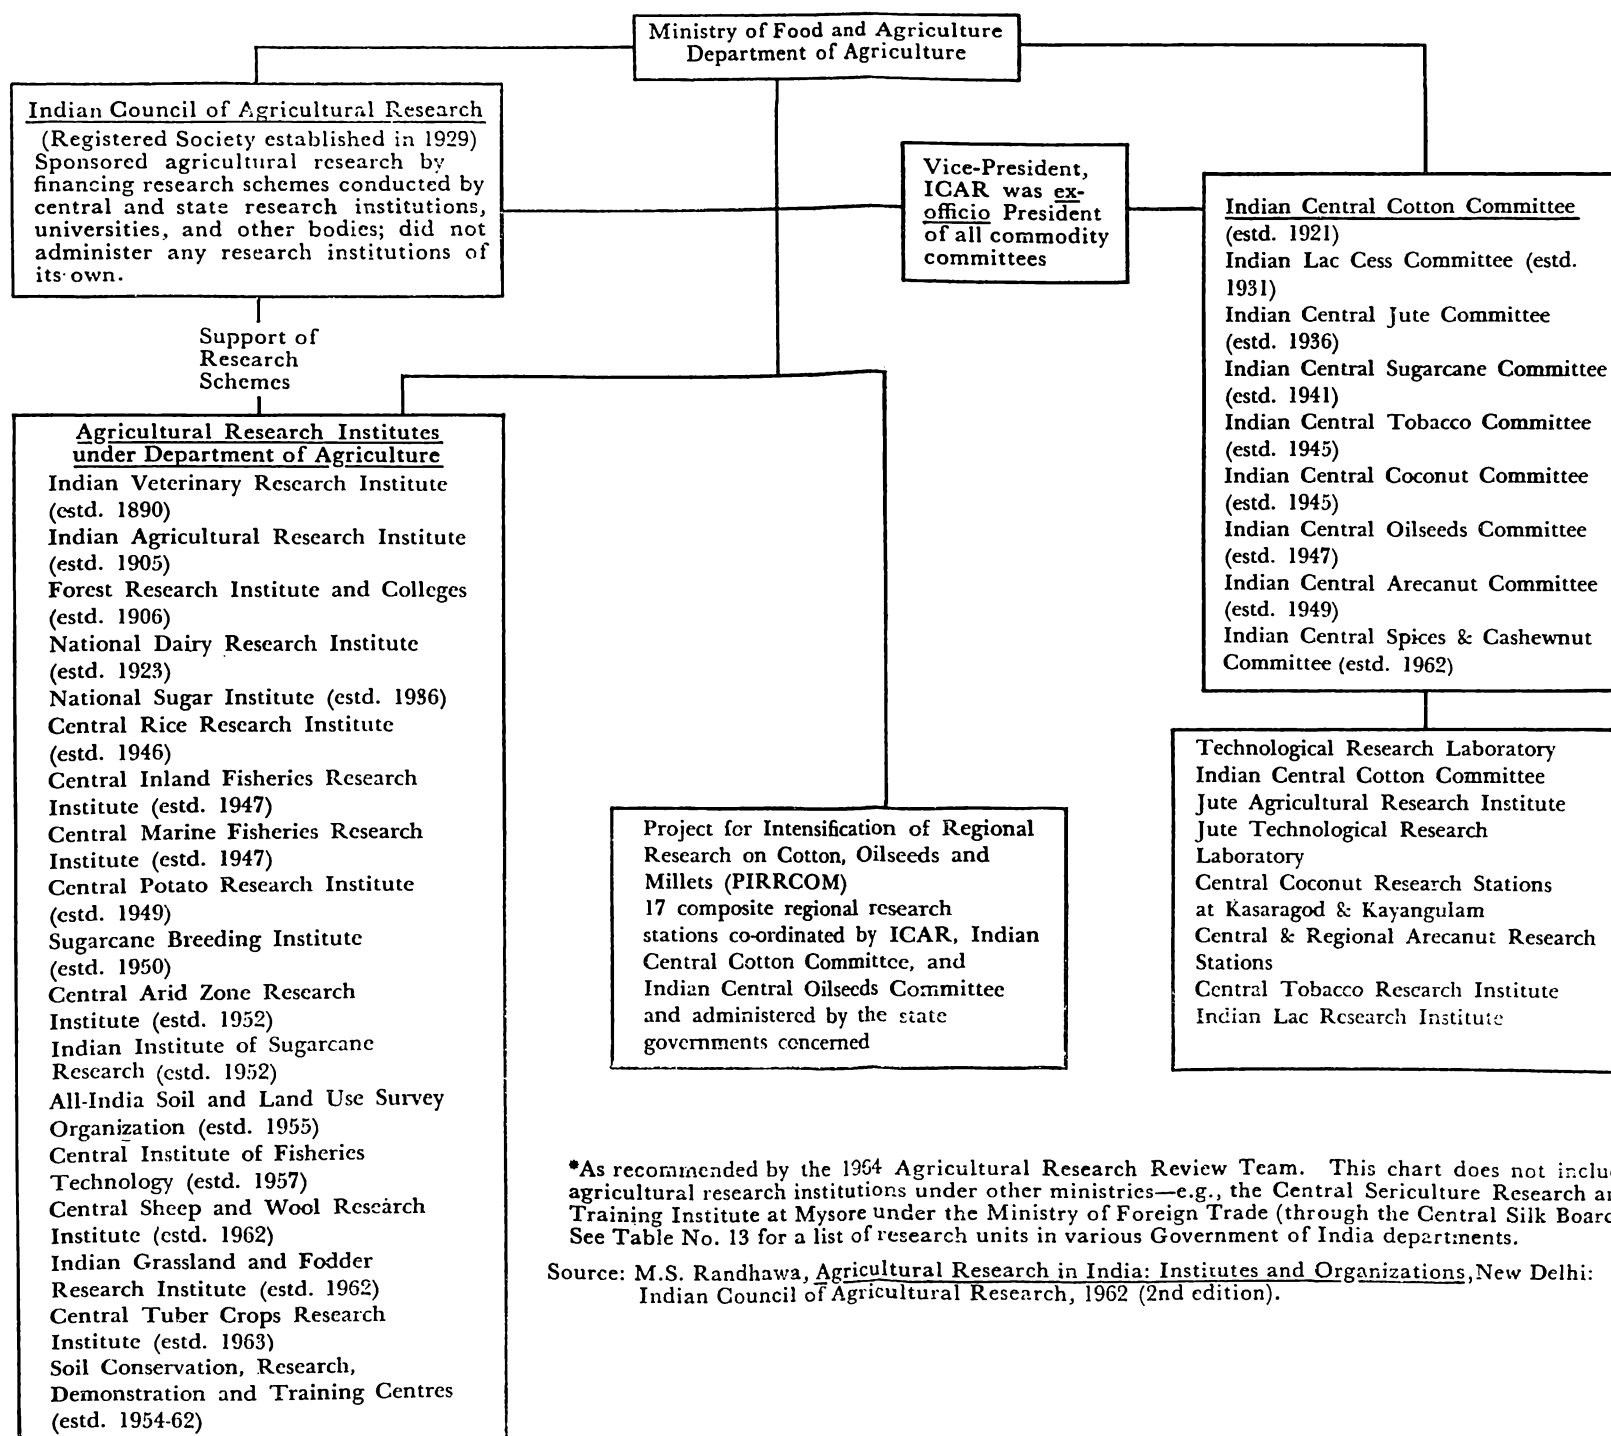 Ministry of Food and Agriculture
Department of Agriculture
Indian Council of Agricultural Research
(Registered Society established in 1929)
Sponsored agricultural research by
financing research schemes conducted by
central and state research institutions,
universities, and other bodies; did not
administer any research institutions of
its own.
Vice-President,
ICAR was ex-
officio President
of all commodity
committees
Indian Central Cotton Committee
(estd. 1921)
Indian Lac Cess Committee (estd.
1931)
Indian Central Jute Committee
(estd. 1936)
Indian Central Sugarcane Committee
(estd. 1941)
Indian Central Tobacco Committee
(estd. 1945)
Indian Central Coconut Committee
(estd. 1945)
Indian Central Oilseeds Committee
(estd. 1947)
Indian Central Arecanut Committee
(estd. 1949)
Indian Central Spices & Cashewnut
Committee (estd. 1962)
Support of
Research
Schemes
Agricultural Research Institutes
under Department of Agriculture
Indian Veterinary Research Institute
(estd. 1890)
Indian Agricultural Research Institute
(estd. 1905)
Forest Research Institute and Colleges
(estd. 1906)
National Dairy Research Institute
(estd. 1923)
National Sugar Institute (estd. 1936)
Central Rice Research Institute
(estd. 1946)
Central Inland Fisheries Research
Institute (estd. 1947)
Central Marine Fisheries Research
Institute (estd. 1947)
Central Potato Research Institute
(estd. 1949)
Sugarcane Breeding Institute
(estd. 1950)
Central Arid Zone Research
Institute (estd. 1952)
Indian Institute of Sugarcane
Research (estd. 1952)
All-India Soil and Land Use Survey
Organization (estd. 1955)
Central Institute of Fisheries
Technology (estd. 1957)
Central Sheep and Wool Research
Institute (estd. 1962)
Indian Grassland and Fodder
Research Institute (estd. 1962)
Central Tuber Crops Research
Institute (estd. 1963)
Soil Conservation, Research,
Demonstration and Training Centres
(estd. 1954-62)
Project for Intensification of Regional
Research on Cotton, Oilseeds and
Millets (PIRRCOM)
17 composite regional research
stations co-ordinated by ICAR, Indian
Central Cotton Committee, and
Indian Central Oilseeds Committee
and administered by the state
governments concerned
Technological Research Laboratory
Indian Central Cotton Committee
Jute Agricultural Research Institute
Jute Technological Research
Laboratory
Central Coconut Research Stations
at Kasaragod & Kayangulam
Central & Regional Arecanut Research
Stations
Central Tobacco Research Institute
Indian Lac Research Institute
*As recommended by the 1964 Agricultural Research Review Team. This chart does not inclu
agricultural research institutions under other ministries—e.g., the Central Sericulture Research an
Training Institute at Mysore under the Ministry of Foreign Trade (through the Central Silk Board
See Table No. 13 for a list of research units in various Government of India departments.
Source: M.S. Randhawa, Agricultural Research in India: Institutes and Organizations, New Delhi:
Indian Council of Agricultural Research, 1962 (2nd edition).